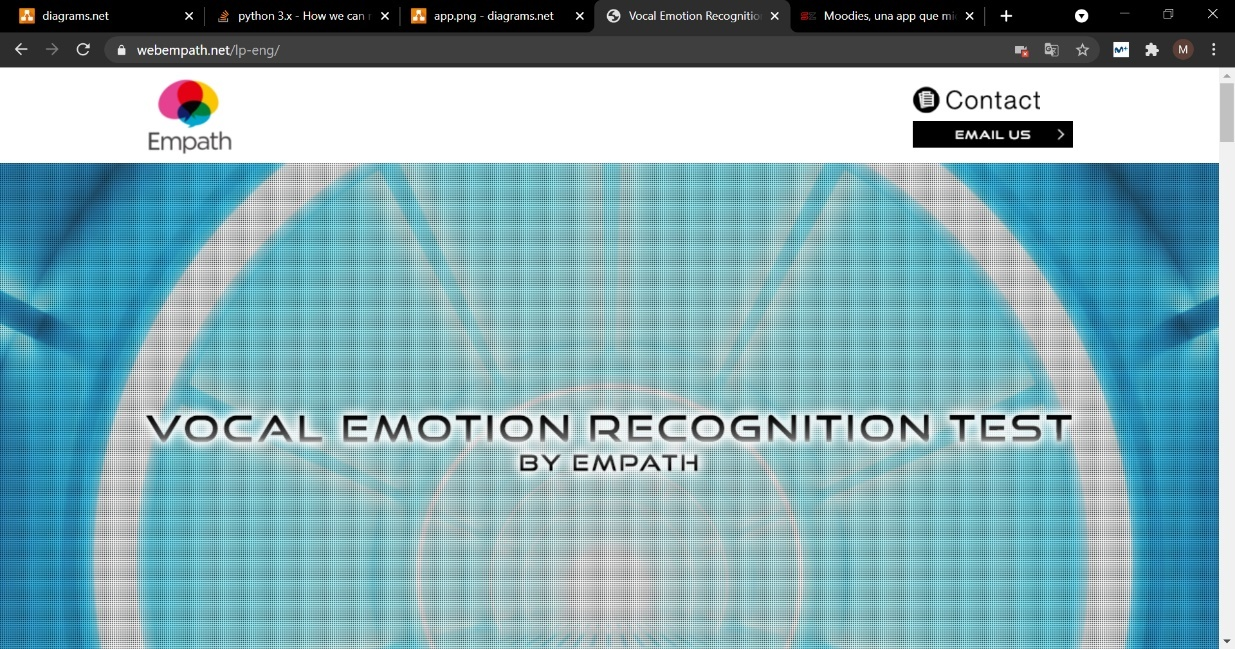 diagrams.net
python 3.x - How we can
app.png - diagrams.net
Vocal Emotion Recognitio
Moodies, una app que mi
webempath.net/lp-eng/
M+
M
Empath
Contact
EMAIL US
VOCAL EMOTION RECOGNITION TEST
BY EMPATH